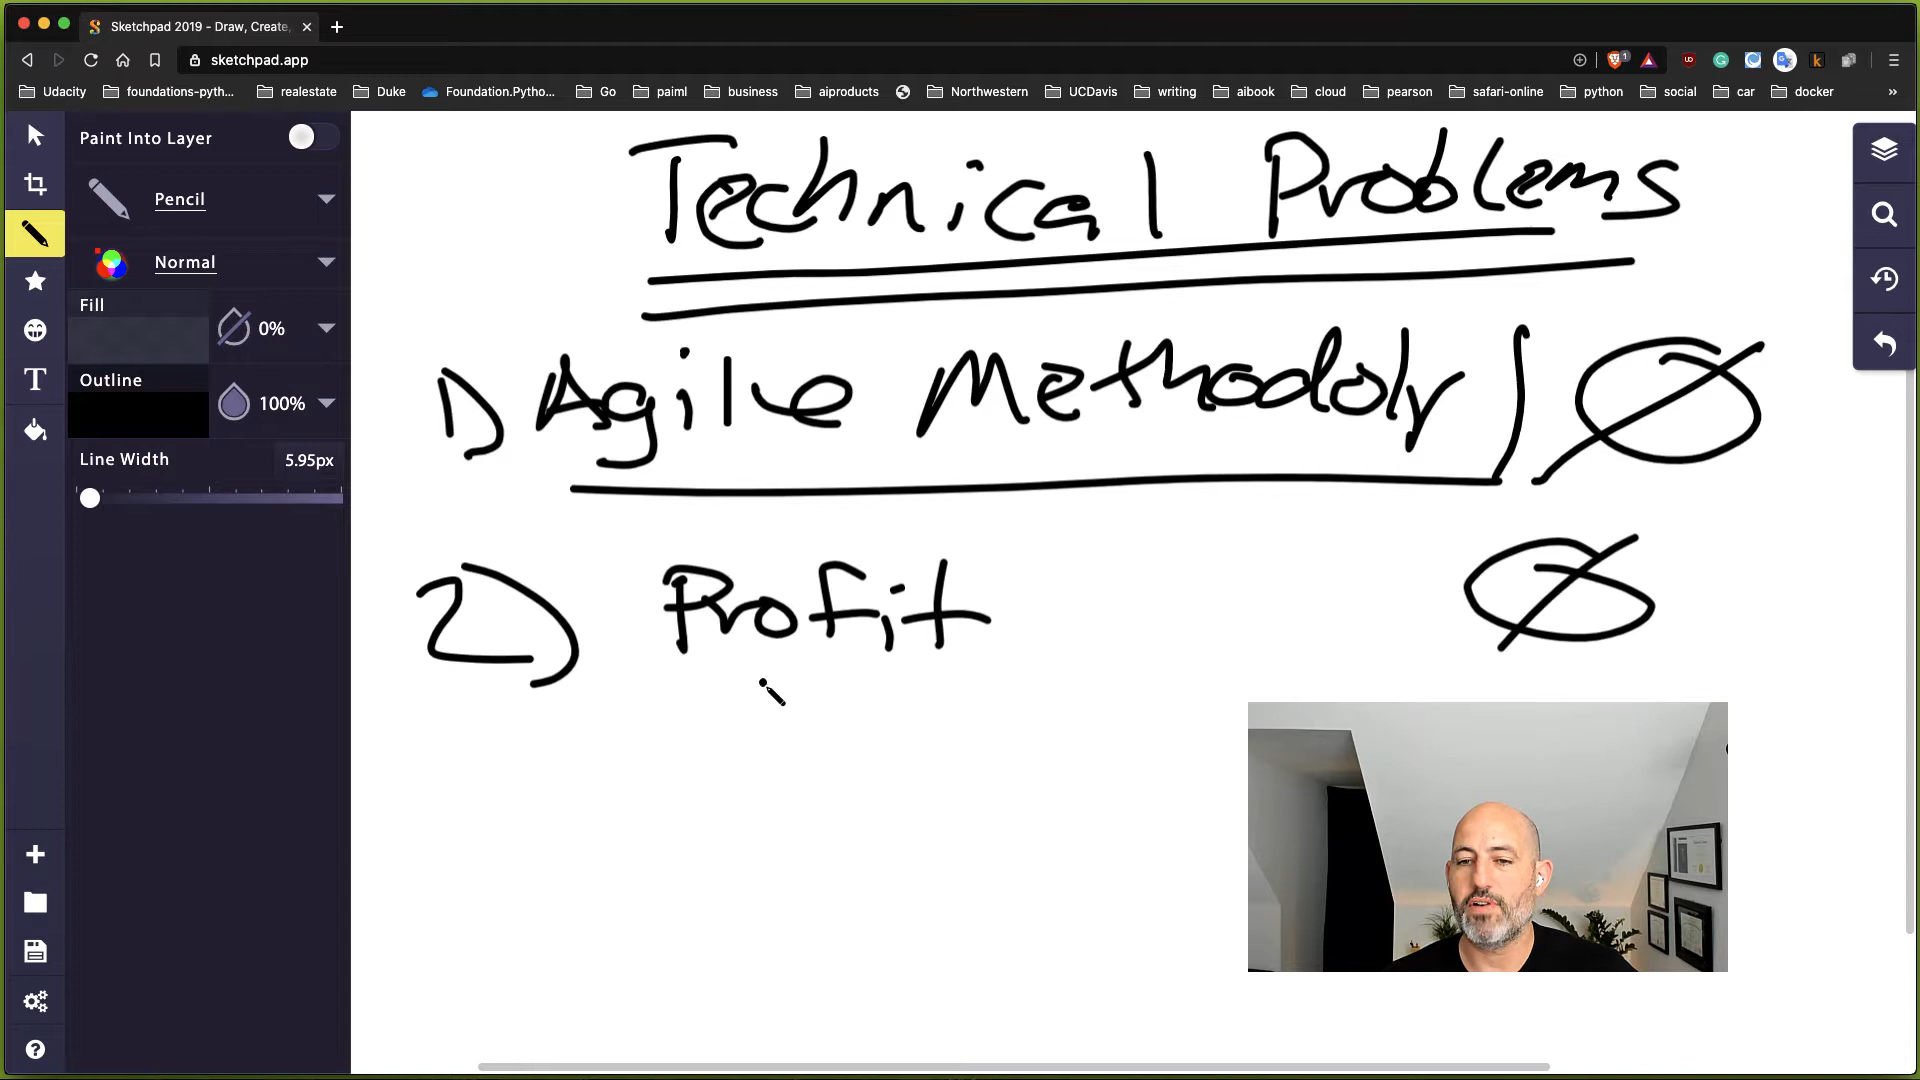 Sketchpad 2019 - Draw, Create,
sketchpad.app
1
Udacity foundations-pyth... realestate Duke Foundation.Pytho... Go paiml business aiproducts Northwestern UCDavis writing aibook cloud pearson safari-online python social car docker »
Paint Into Layer
Pencil
Normal
Fill
0%
Outline
100%
Line Width 5.95px
Technical Problems
1) Agile Methodoly
2) Profit